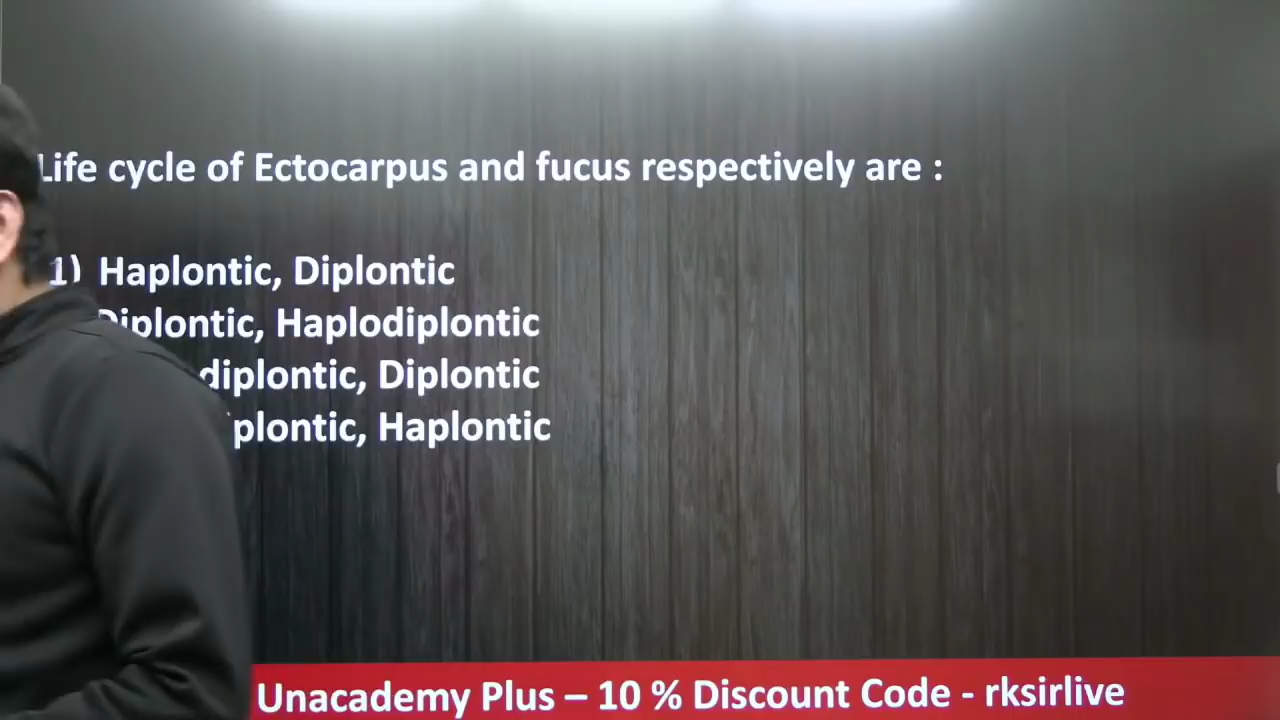 Life cycle of Ectocarpus and fucus respectively are :
1) Haplontic, Diplontic
Diplontic, Haplodiplontic
diplontic, Diplontic
plontic, Haplontic
Unacademy Plus – 10 % Discount Code - rksirlive